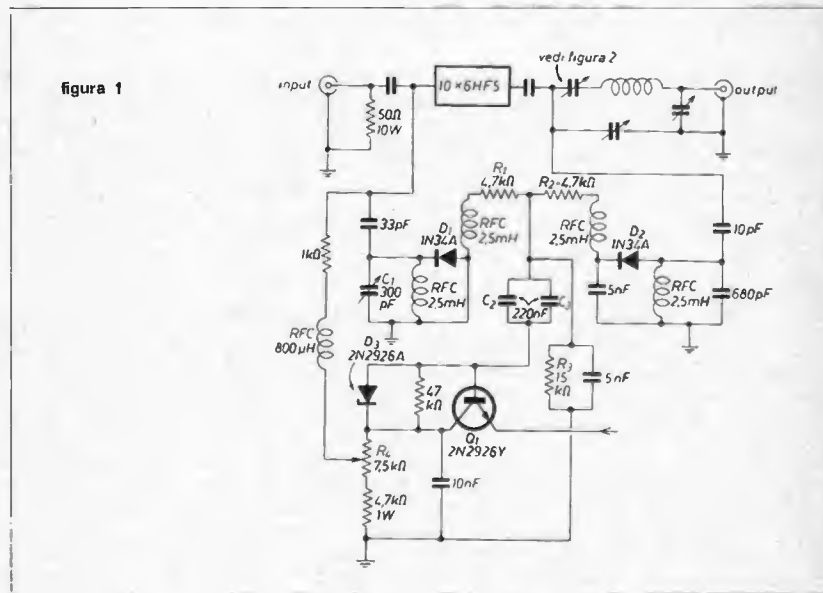 figura 1
vedi figura 2
input
10×6HF5
output
50Ω
10W
R1
4,7kΩ
R2-4,7kΩ
33pF
D1
1N34A
RFC
2,5mH
RFC
2,5mH
D2
1N34A
10pF
1kΩ
C1
300
pF
RFC
2,5mH
5nF
RFC
2,5mH
680pF
C2
220nF
RFC
800µH
D3
2N2926A
47
kΩ
R3
15
kΩ
5nF
Q1
2N2926Y
R4
7,5kΩ
10nF
4,7kΩ
1W